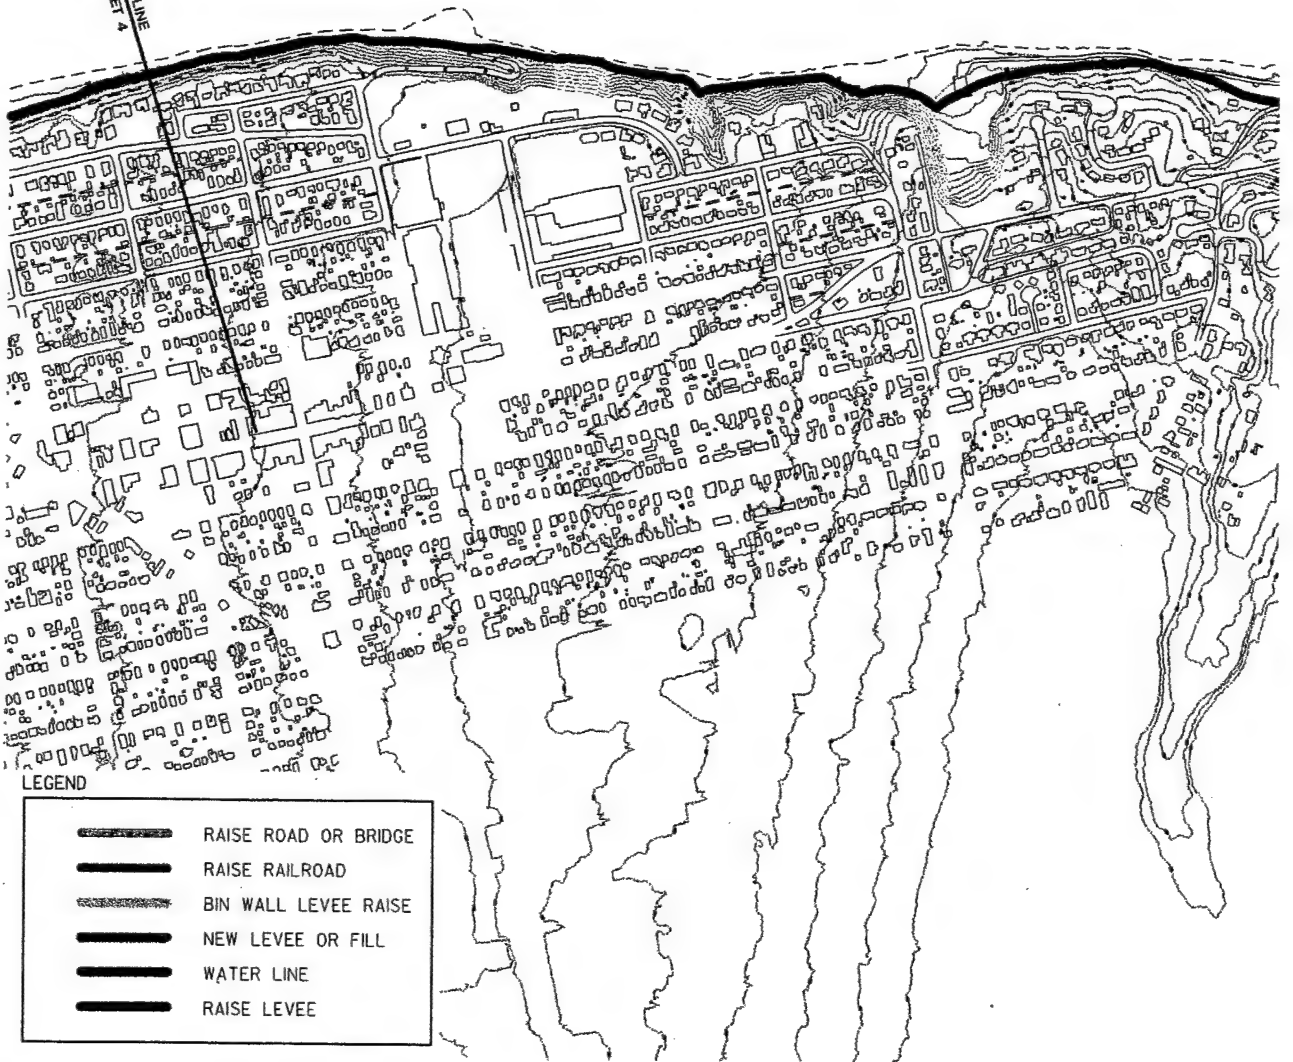 LINE
ET 4
LEGEND
RAISE ROAD OR BRIDGE
RAISE RAILROAD
BIN WALL LEVEE RAISE
NEW LEVEE OR FILL
WATER LINE
RAISE LEVEE